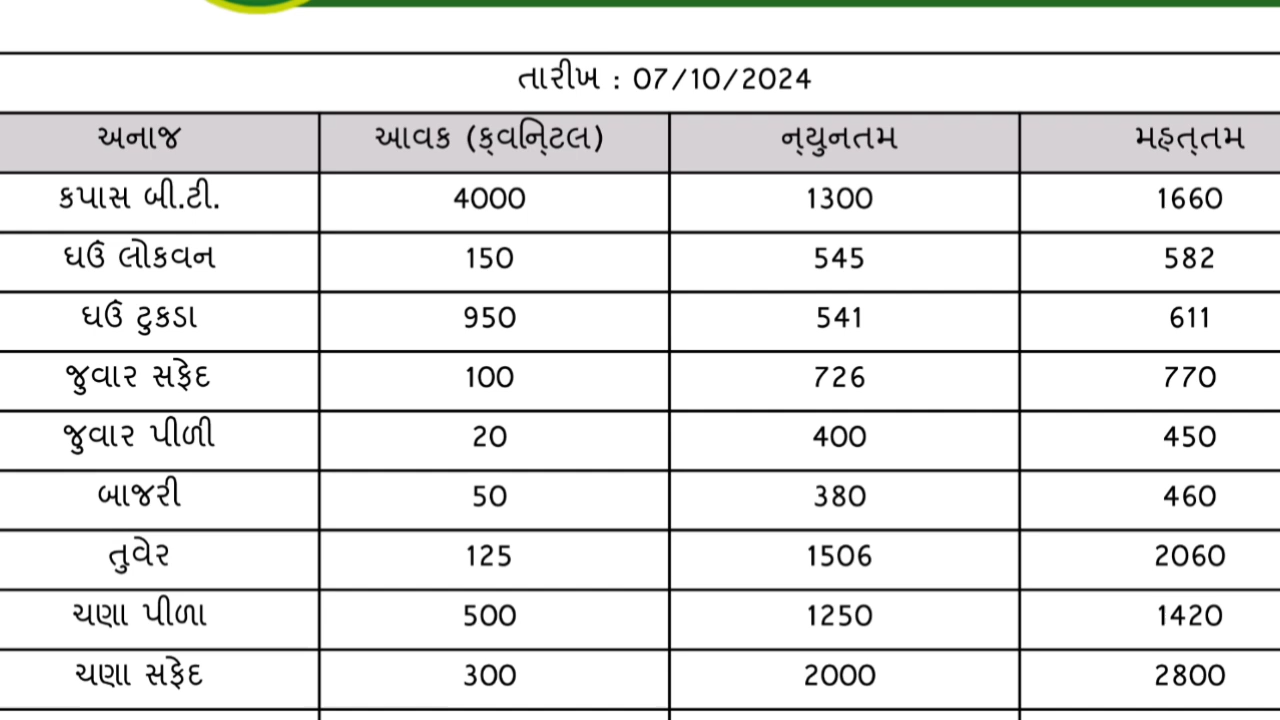 તારીખ : 07/10/2024
અનાજ આવક (ક્વિન્ટલ) ન્યુનતમ મહત્તમ
કપાસ બી.ટી. 4000 1300 1660
ઘઉં લોકવન 150 545 582
ઘઉં ટુકડા 950 541 611
જુવાર સફેદ 100 726 770
જુવાર પીળી 20 400 450
બાજરી 50 380 460
તુવેર 125 1506 2060
ચણા પીળા 500 1250 1420
ચણા સફેદ 300 2000 2800